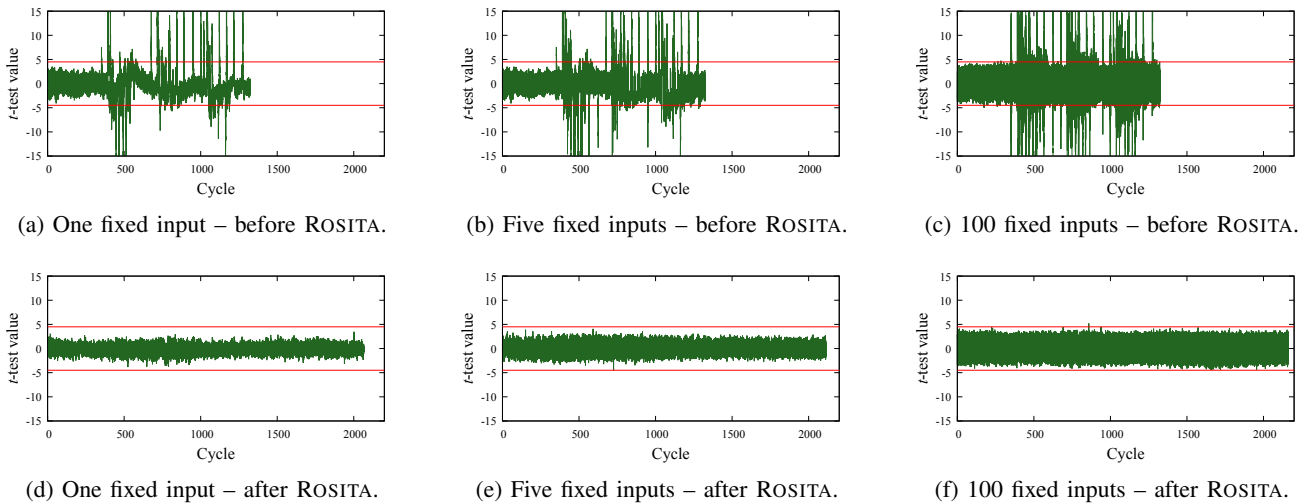 15
10
5
0
-5
-10
-15
t-test value
0 500 1000 1500 2000
Cycle
(a) One fixed input – before ROSITA.
15
10
5
0
-5
-10
-15
t-test value
0 500 1000 1500 2000
Cycle
(b) Five fixed inputs – before ROSITA.
15
10
5
0
-5
-10
-15
t-test value
0 500 1000 1500 2000
Cycle
(c) 100 fixed inputs – before ROSITA.
15
10
5
0
-5
-10
-15
t-test value
0 500 1000 1500 2000
Cycle
(d) One fixed input – after ROSITA.
15
10
5
0
-5
-10
-15
t-test value
0 500 1000 1500 2000
Cycle
(e) Five fixed inputs – after ROSITA.
15
10
5
0
-5
-10
-15
t-test value
0 500 1000 1500 2000
Cycle
(f) 100 fixed inputs – after ROSITA.